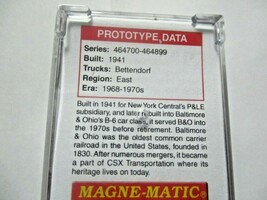 PROTOTYPE DATA
Series: 464700-464899
Built: 1941
Trucks: Bettendorf
Region: East
Era: 1968-1970s
Built in 1941 for New York Central's P&LE
subsidiary, and later rebuilt into Baltimore
& Ohio's B-6 car class, it served B&O into
the 1970s before retirement. Baltimore
& Ohio was the oldest common carrier
railroad in the United States, founded in
1830. After numerous mergers, it became
a part of CSX Transportation where its
heritage lives on today.
MAGNE-MATIC